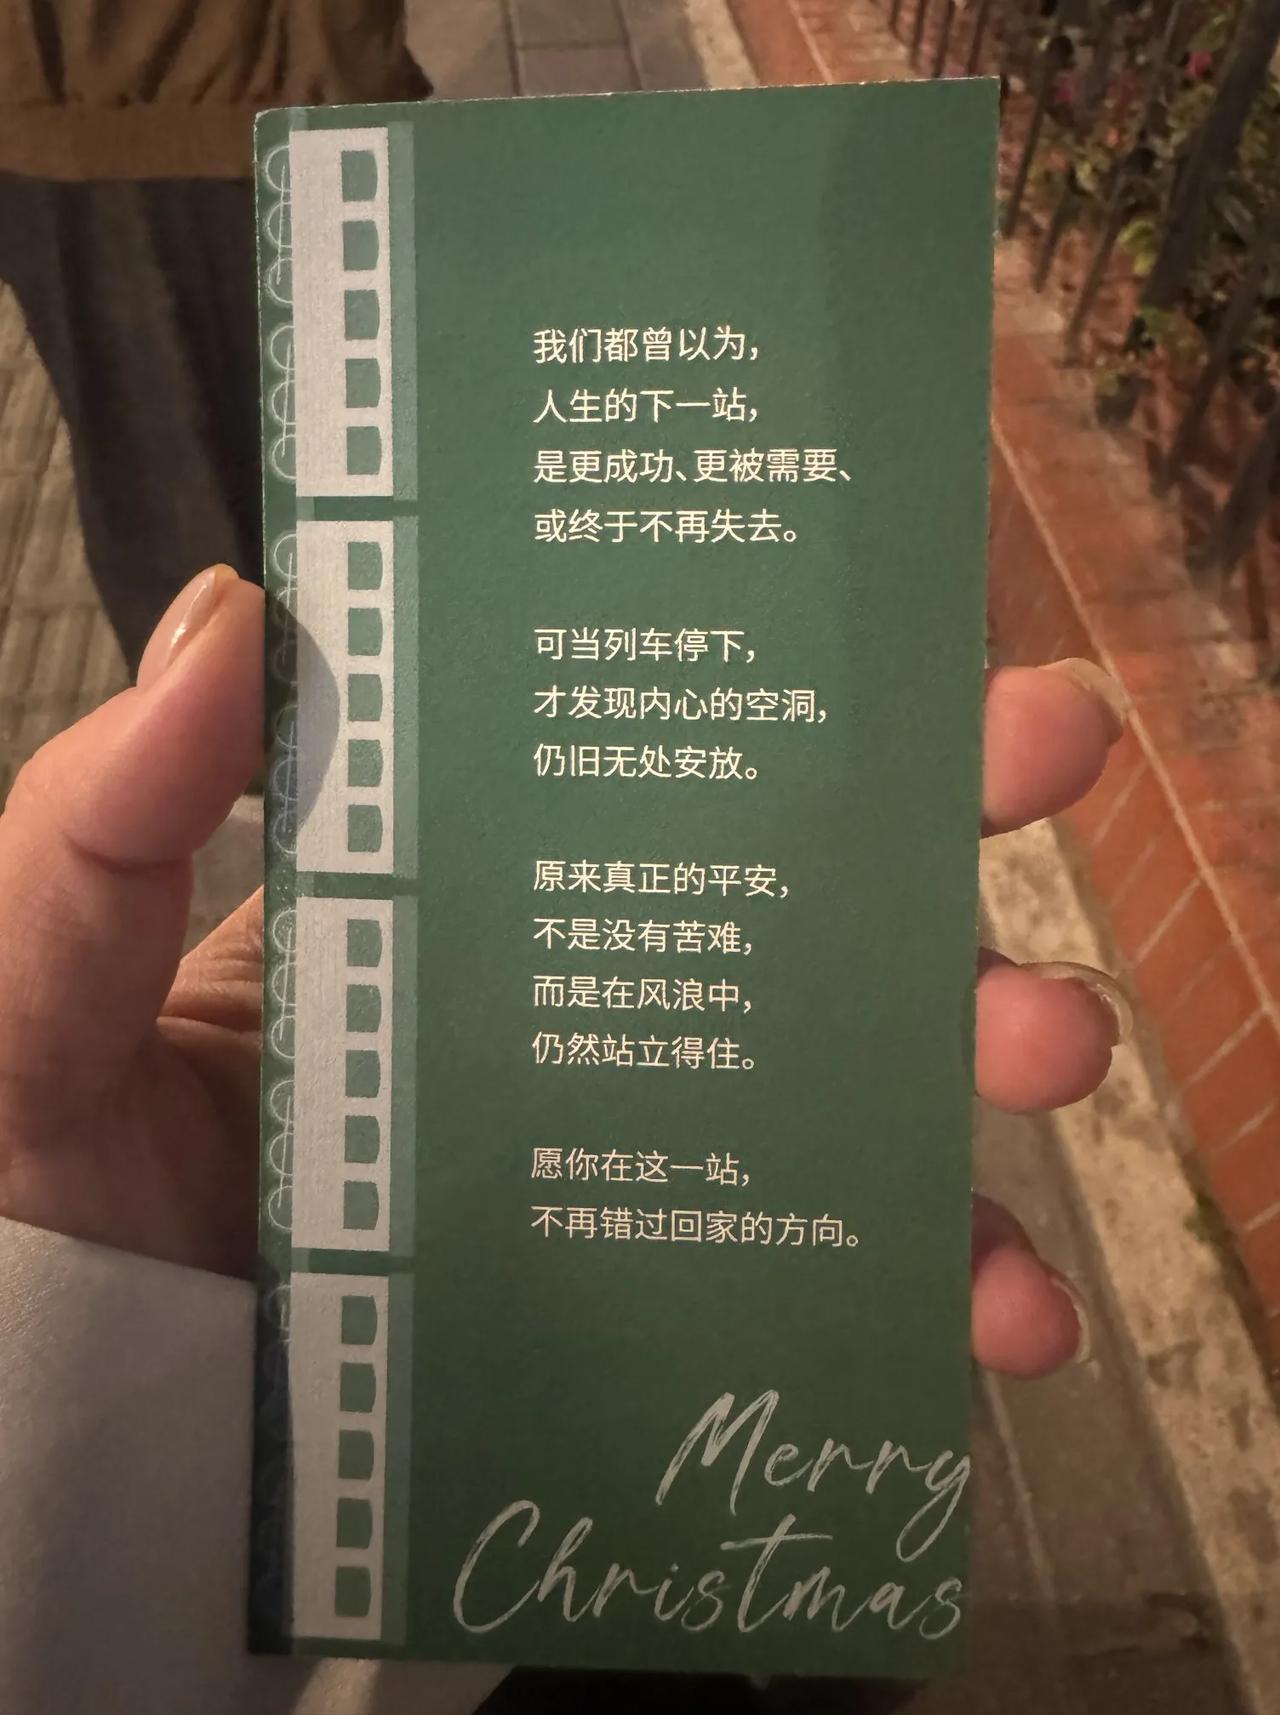 我们都曾以为，
人生的下一站，
是更成功、更被需要、
或终于不再失去。
可当列车停下，
才发现内心的空洞，
仍旧无处安放。
原来真正的平安，
不是没有苦难，
而是在风浪中，
仍然站立得住。
愿你在这一站，
不再错过回家的方向。
Merry
Christmas